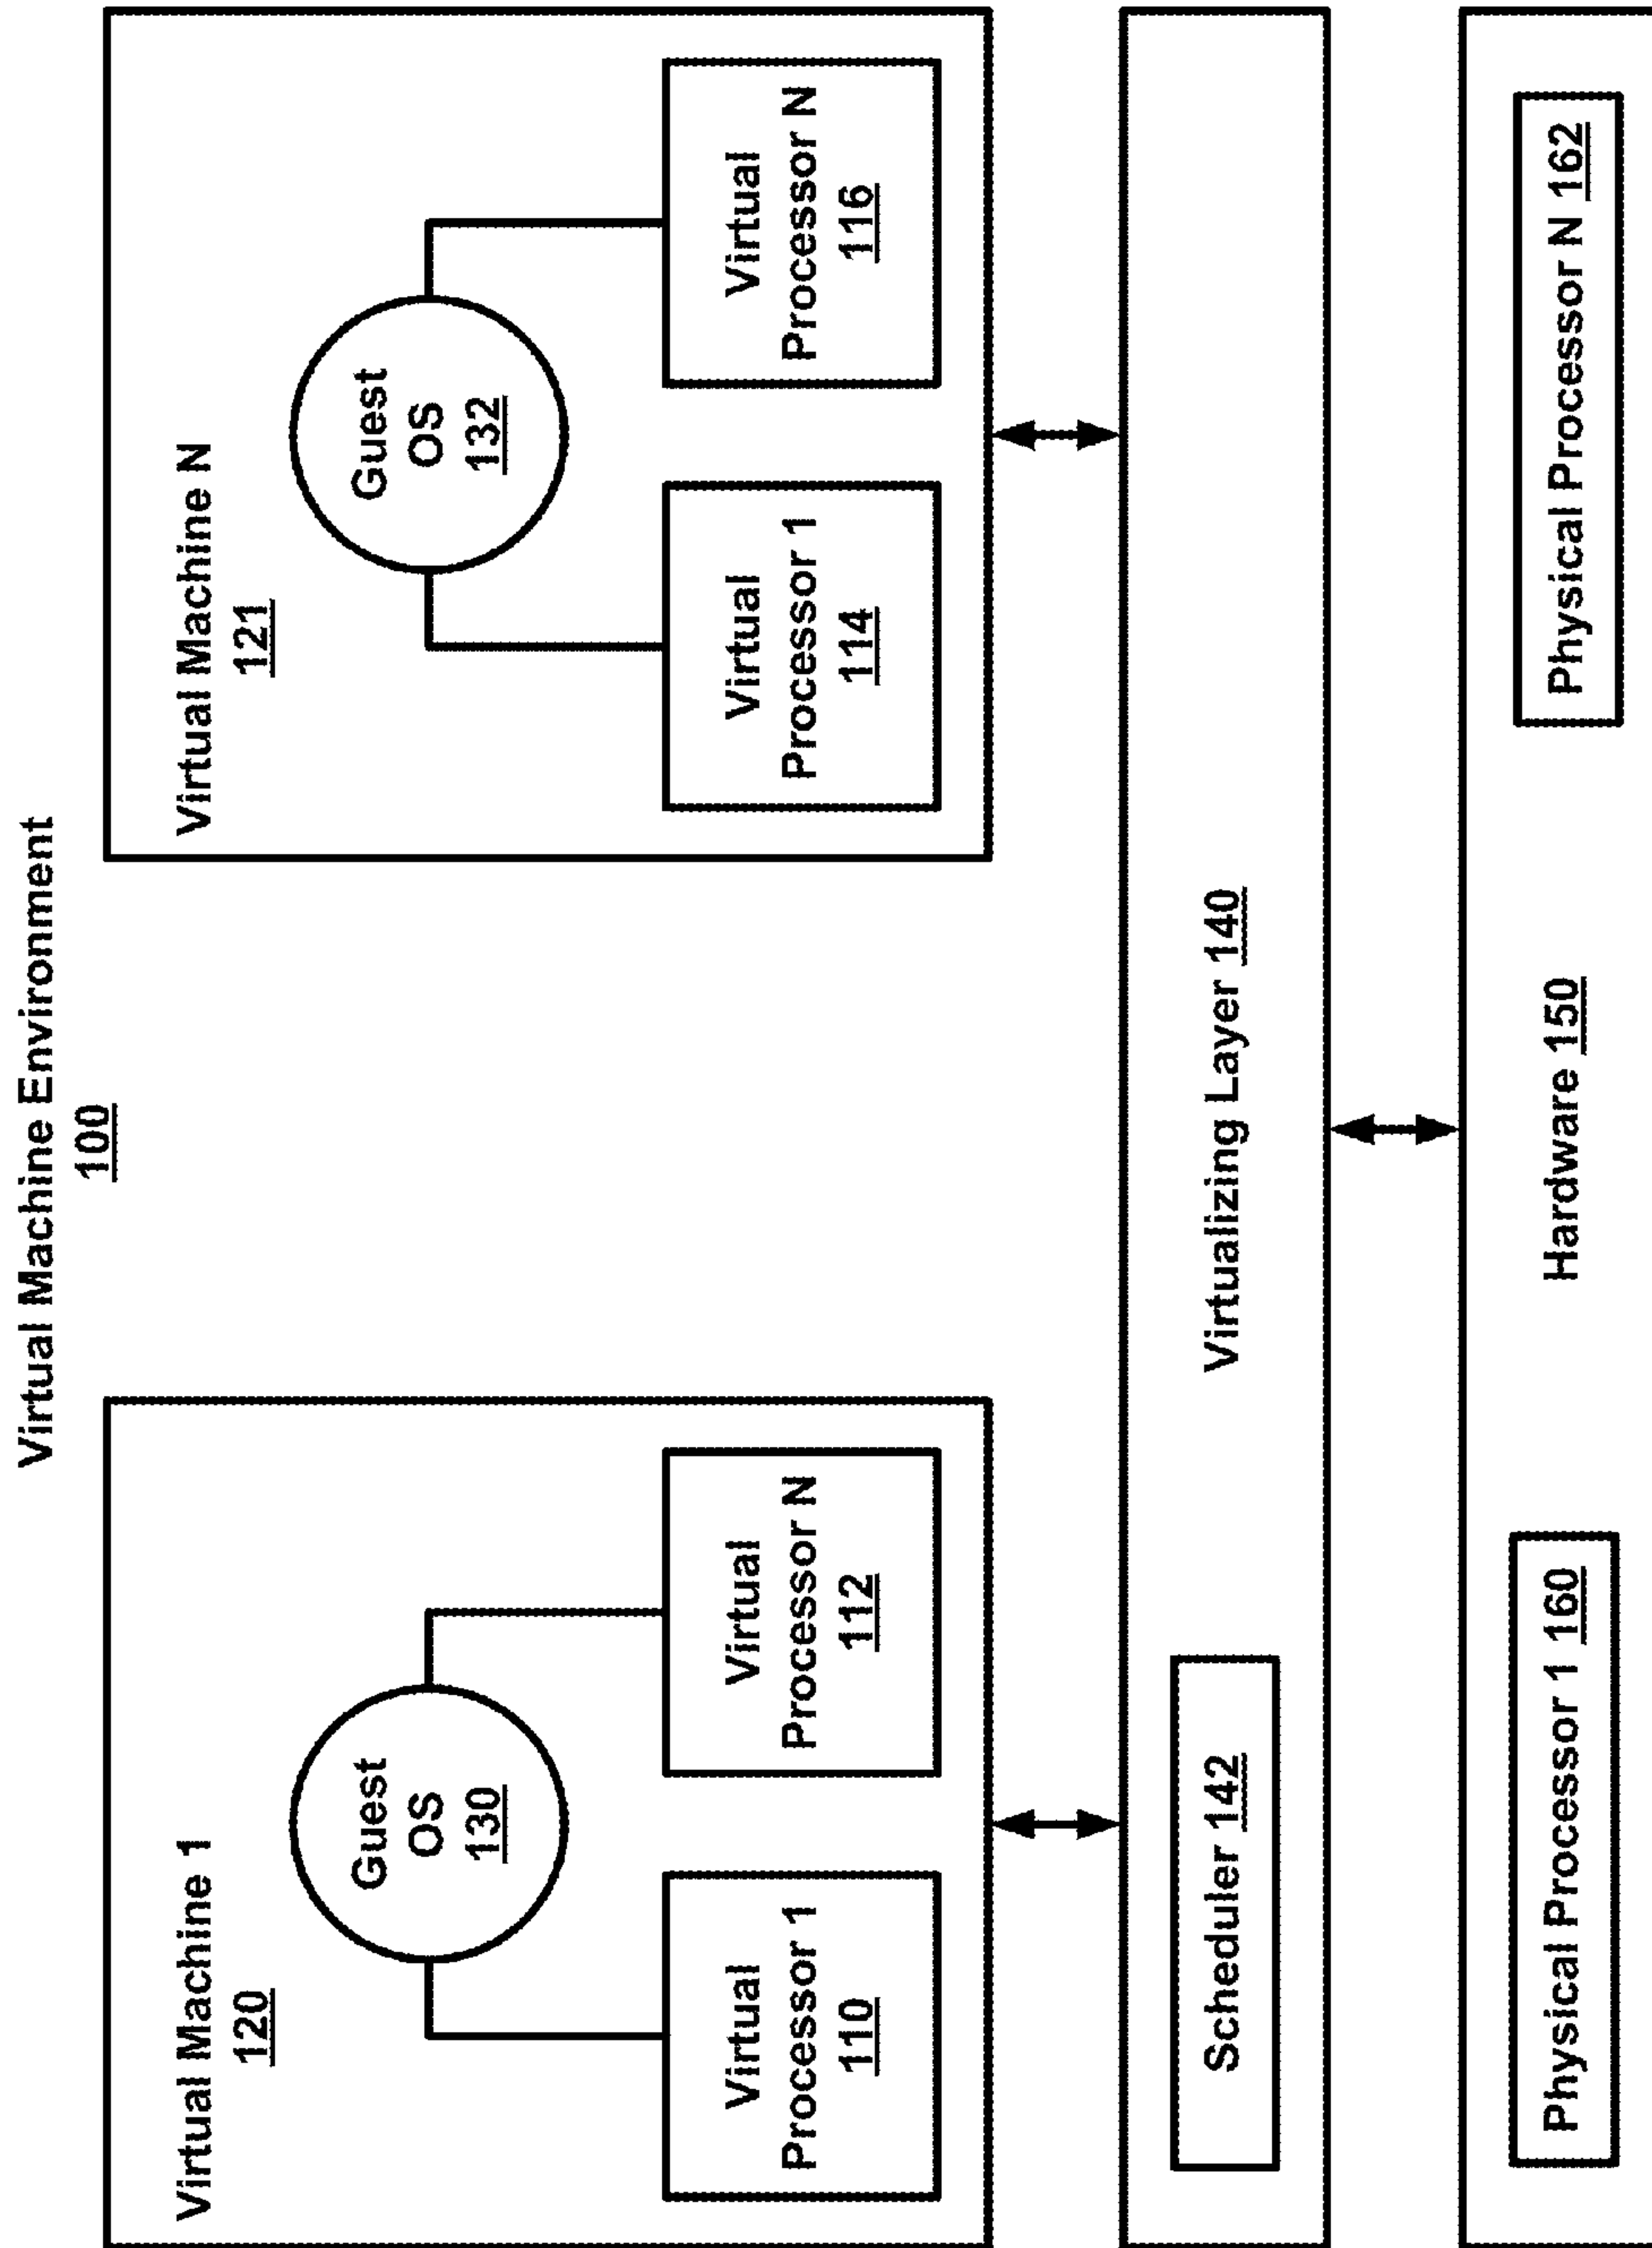 Virtual Machine Environment
100
Virtual Machine 1
120
Guest
OS
130
Virtual
Processor 1
110
Virtual
Processor N
112
Virtual Machine N
121
Guest
OS
132
Virtual
Processor 1
114
Virtual
Processor N
116
Scheduler 142
Virtualizing Layer 140
Physical Processor 1 160
Hardware 150
Physical Processor N 162